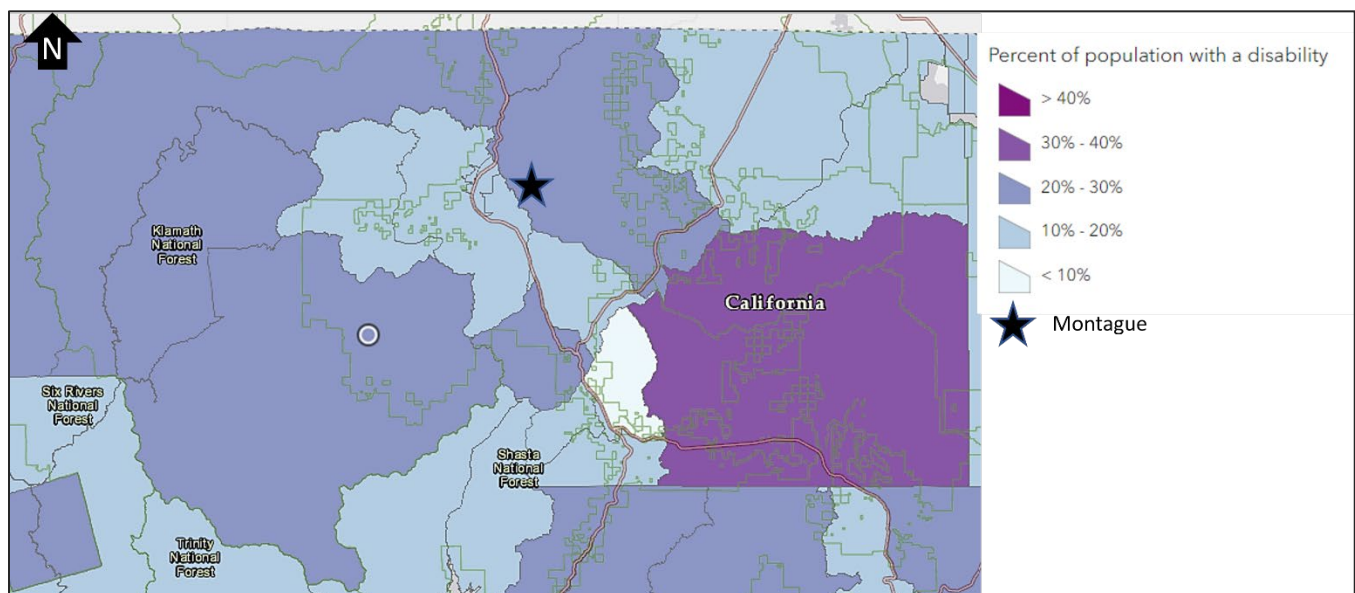 N
Percent of population with a disability
> 40%
30% - 40%
20% - 30%
10% - 20%
< 10%
Montague
Klamath
National
Forest
California
Six Rivers
National
Forest
Shasta
National
Forest
Trinity
National
Forest